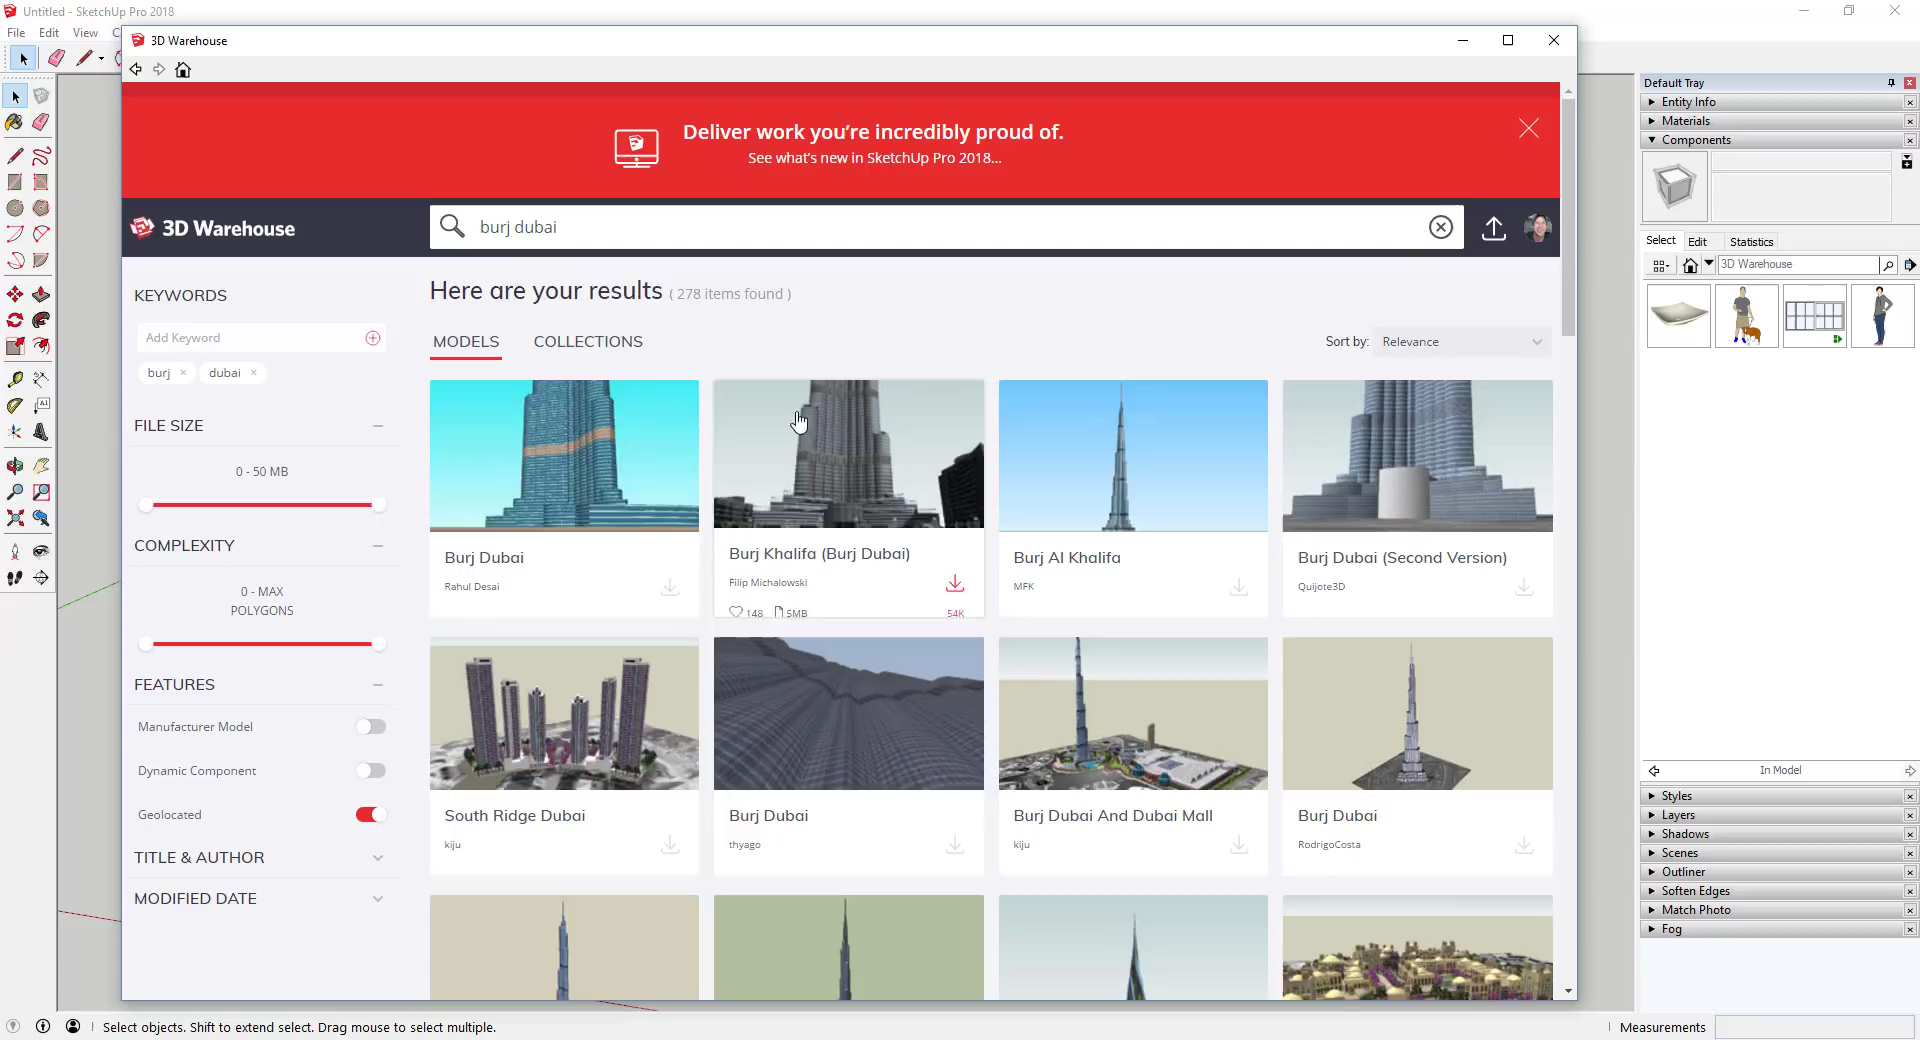 Untitled - SketchUp Pro 2018
File Edit View C
3D Warehouse
Deliver work you're incredibly proud of.
See what's new in SketchUp Pro 2018...
3D Warehouse
burj dubai
KEYWORDS
Add Keyword
burj × dubai ×
FILE SIZE
0 - 50 MB
COMPLEXITY
0 - MAX
POLYGONS
FEATURES
Manufacturer Model
Dynamic Component
Geolocated
TITLE & AUTHOR
MODIFIED DATE
Here are your results ( 278 items found )
MODELS COLLECTIONS
Sort by: Relevance
Burj Dubai
Rahul Desai
Burj Khalifa (Burj Dubai)
Filip Michalowski
148 5MB 54K
Burj Al Khalifa
MFK
Burj Dubai (Second Version)
Quijote3D
South Ridge Dubai
kiju
Burj Dubai
thyago
Burj Dubai And Dubai Mall
kiju
Burj Dubai
RodrigoCosta
Default Tray
Entity Info
Materials
Components
Select Edit Statistics
3D Warehouse
In Model
Styles
Layers
Shadows
Scenes
Outliner
Soften Edges
Match Photo
Fog
Select objects. Shift to extend select. Drag mouse to select multiple.
Measurements